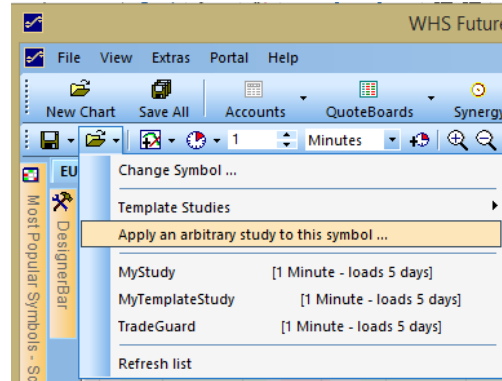 WHS Future
File View Extras Portal Help
New Chart Save All Accounts QuoteBoards Synergy
1 Minutes
EU
Change Symbol ...
Template Studies
Apply an arbitrary study to this symbol ...
MyStudy [1 Minute - loads 5 days]
MyTemplateStudy [1 Minute - loads 5 days]
TradeGuard [1 Minute - loads 5 days]
Refresh list
Most Popular Symbols - Sc
DesignerBar